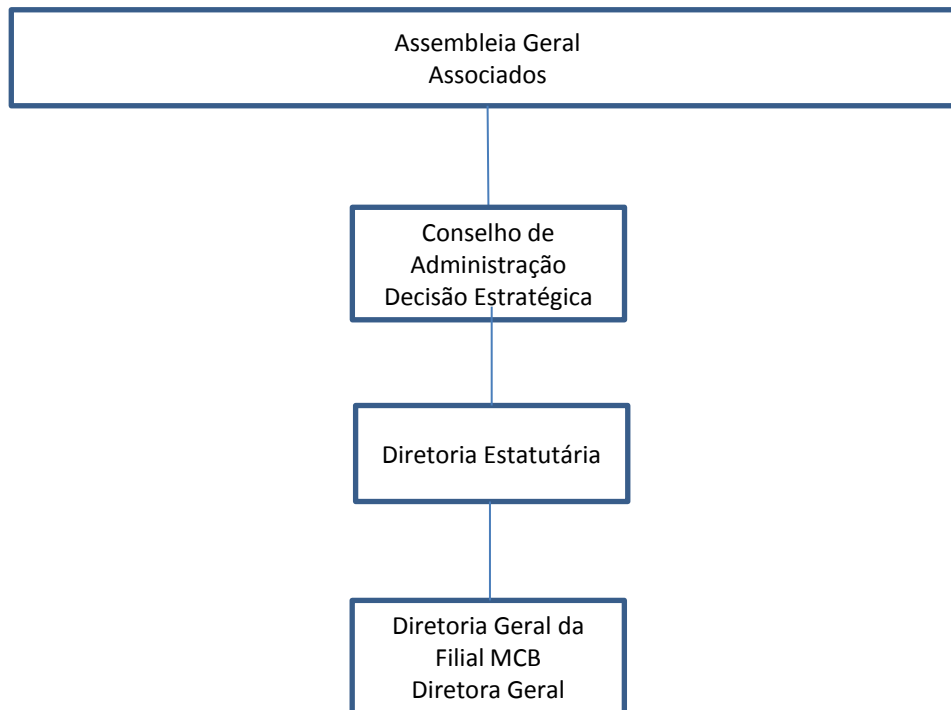 Assembleia Geral
Associados
Conselho de
Administração
Decisão Estratégica
Diretoria Estatutária
Diretoria Geral da
Filial MCB
Diretora Geral